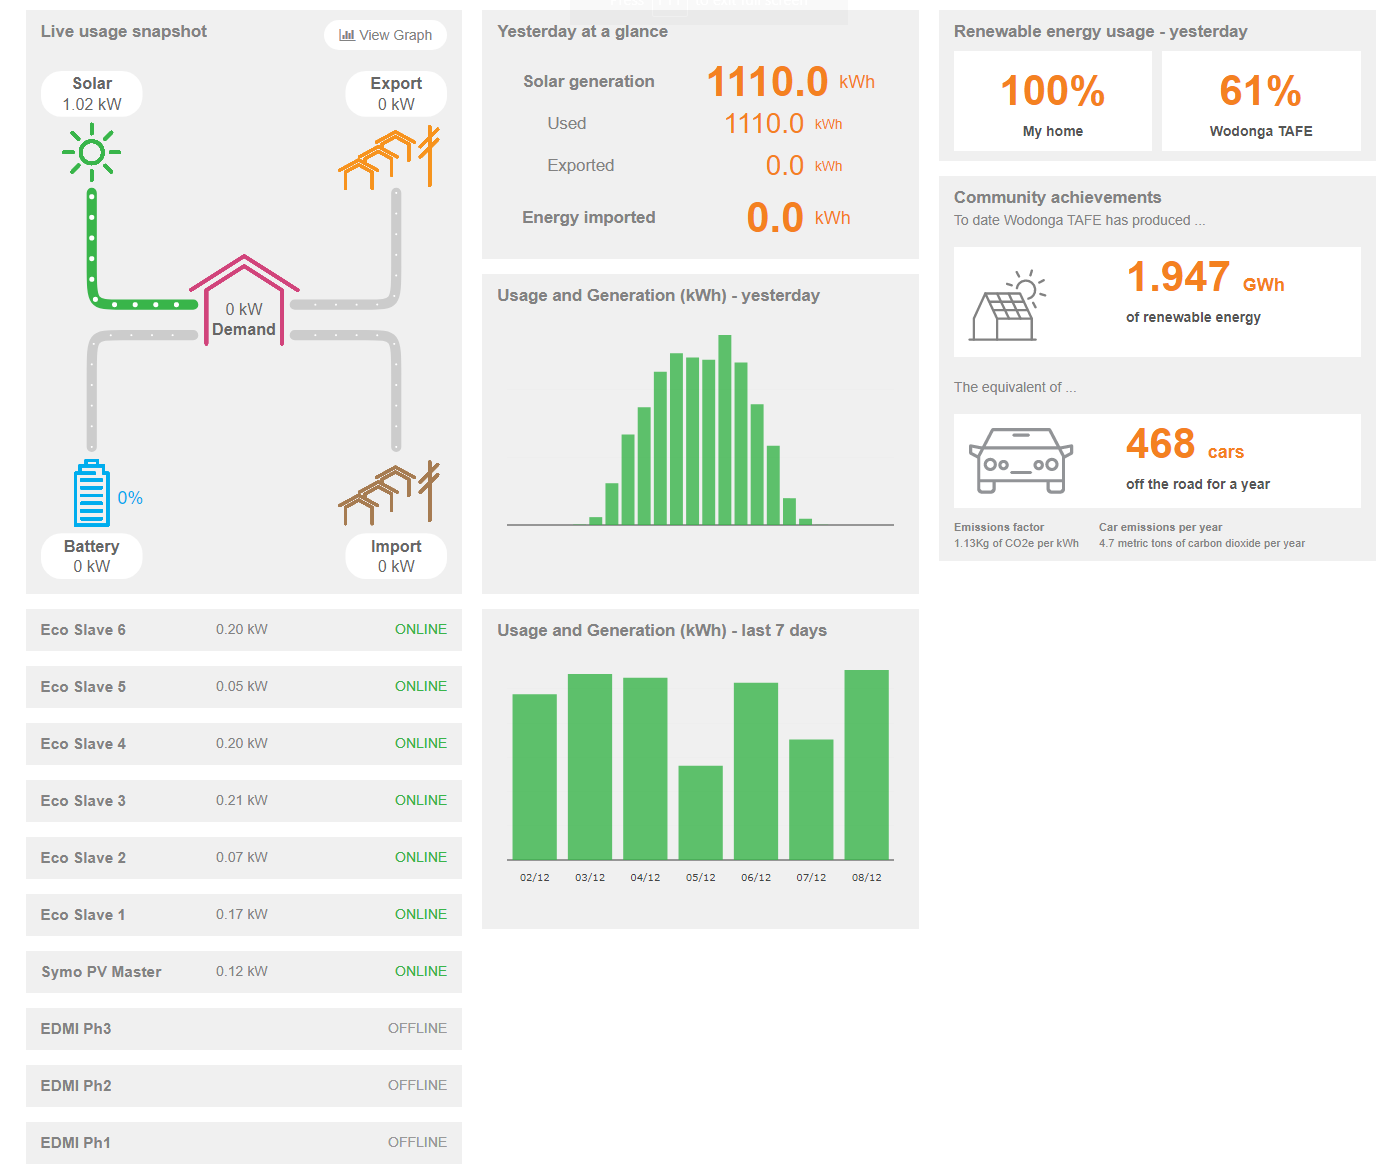 Live usage snapshot
View Graph
Solar
1.02 kW
Export
0 kW
0 kW
Demand
0%
Battery
0 kW
Import
0 kW
Eco Slave 6 0.20 kW ONLINE
Eco Slave 5 0.05 kW ONLINE
Eco Slave 4 0.20 kW ONLINE
Eco Slave 3 0.21 kW ONLINE
Eco Slave 2 0.07 kW ONLINE
Eco Slave 1 0.17 kW ONLINE
Symo PV Master 0.12 kW ONLINE
EDMI Ph3 OFFLINE
EDMI Ph2 OFFLINE
EDMI Ph1 OFFLINE
Yesterday at a glance
Solar generation 1110.0 kWh
Used 1110.0 kWh
Exported 0.0 kWh
Energy imported 0.0 kWh
Usage and Generation (kWh) - yesterday
Usage and Generation (kWh) - last 7 days
02/12 03/12 04/12 05/12 06/12 07/12 08/12
Renewable energy usage - yesterday
100%
My home
61%
Wodonga TAFE
Community achievements
To date Wodonga TAFE has produced ...
1.947 GWh
of renewable energy
The equivalent of ...
468 cars
off the road for a year
Emissions factor
1.13Kg of CO2e per kWh
Car emissions per year
4.7 metric tons of carbon dioxide per year